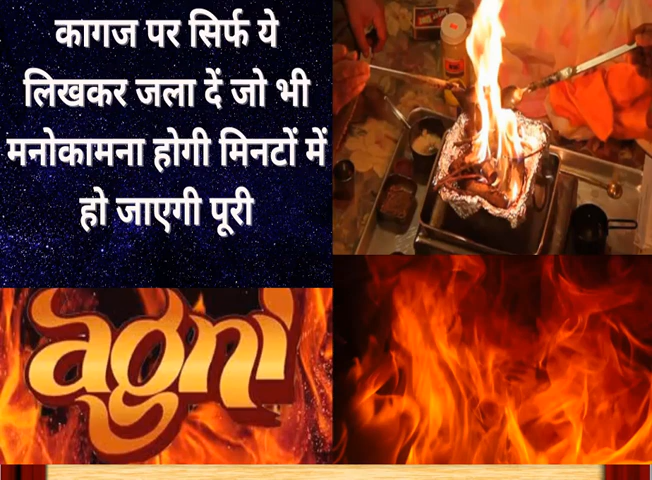 कागज पर सिर्फ ये
लिखकर जला दें जो भी
मनोकामना होगी मिनटों में
हो जाएगी पूरी
agni